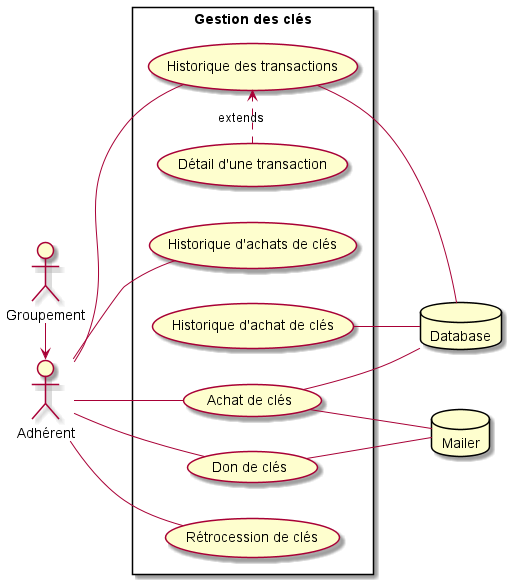 Gestion des clés
Historique des transactions
extends
Détail d'une transaction
Historique d'achats de clés
Groupement
Historique d'achat de clés
Database
Achat de clés
Adhérent
Mailer
Don de clés
Rétrocession de clés